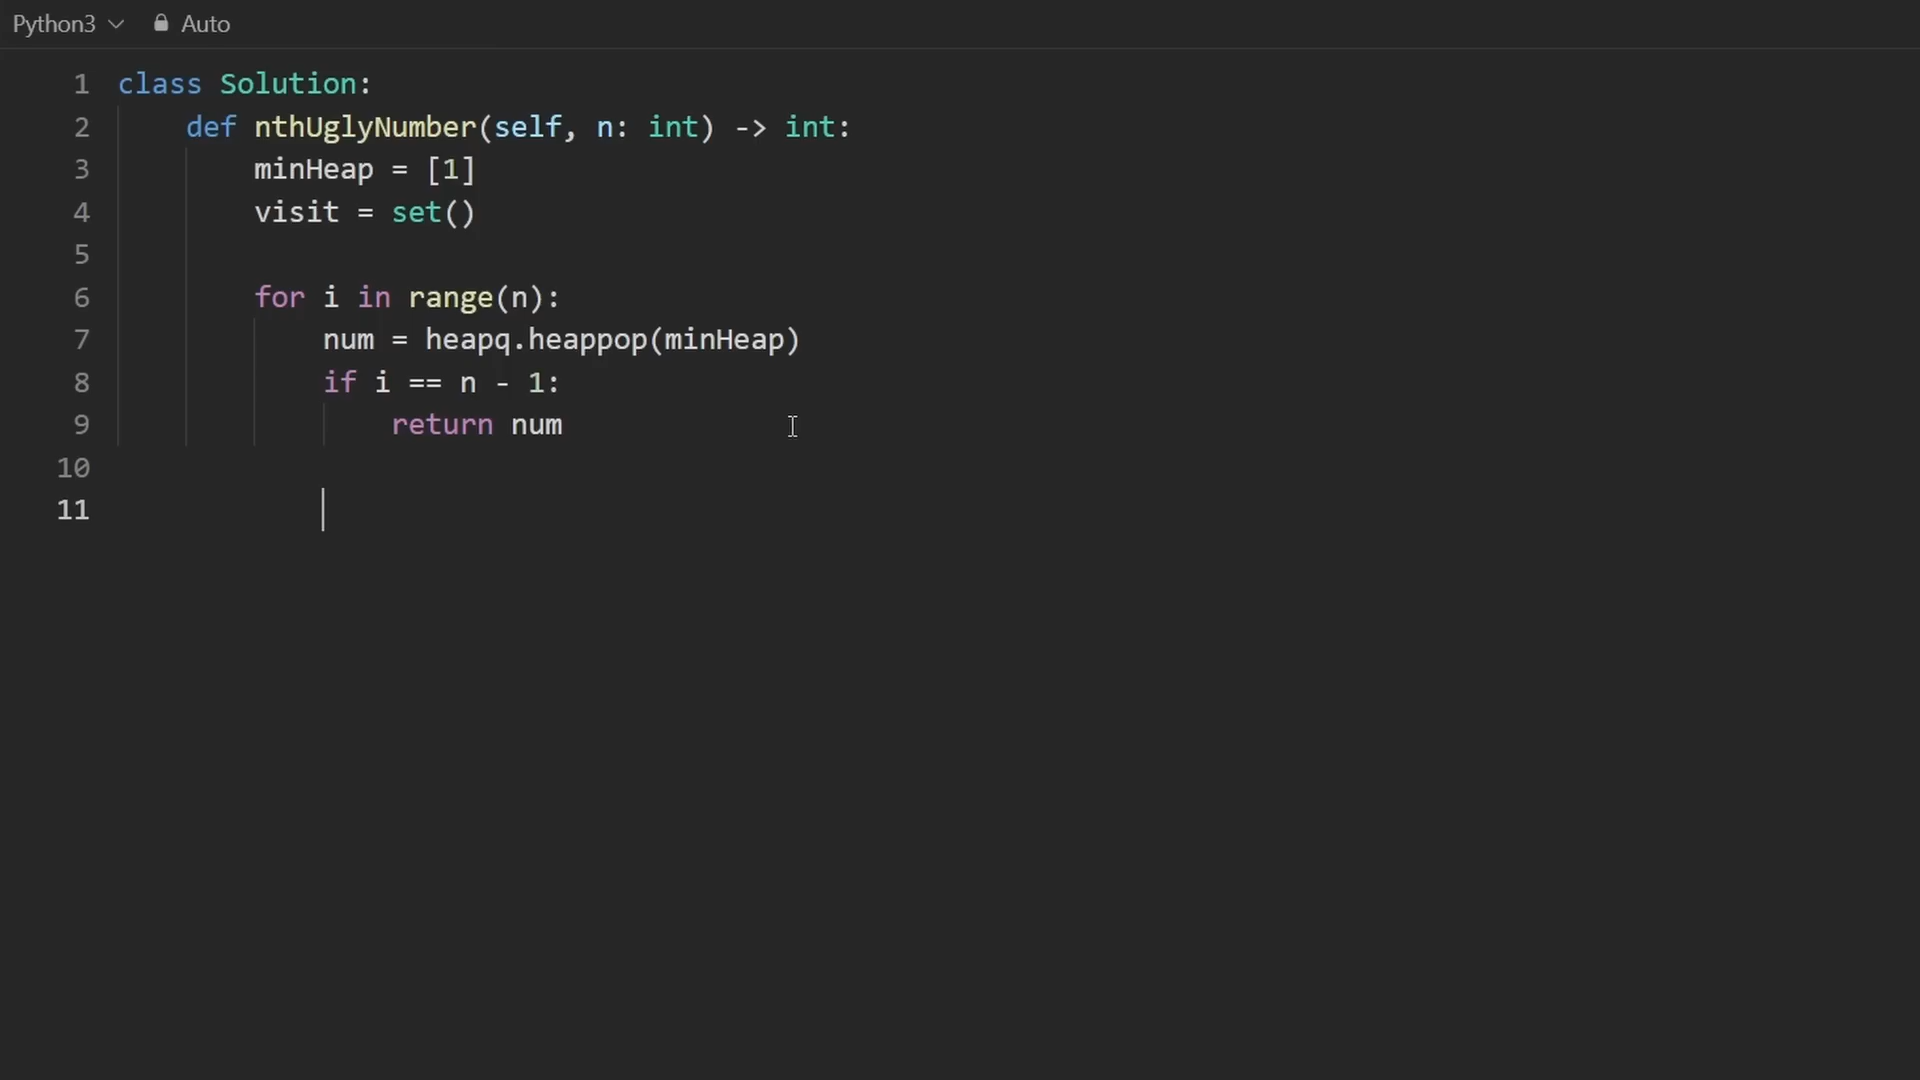 Python3 Auto
1 class Solution:
2 def nthUglyNumber(self, n: int) -> int:
3 minHeap = [1]
4 visit = set()
5
6 for i in range(n):
7 num = heapq.heappop(minHeap)
8 if i == n - 1:
9 return num
10
11